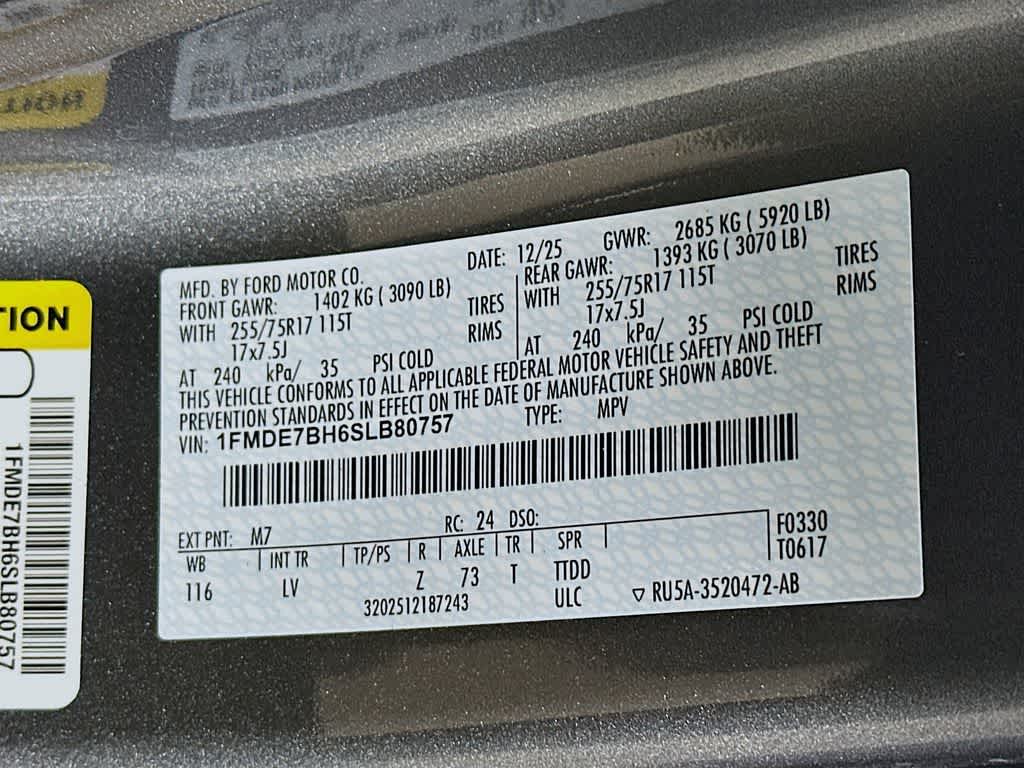 MFD. BY FORD MOTOR CO. DATE: 12/25 GVWR: 2685 KG ( 5920 LB)
FRONT GAWR: 1402 KG ( 3090 LB) REAR GAWR: 1393 KG ( 3070 LB)
WITH 255/75R17 115T TIRES WITH 255/75R17 115T TIRES
17x7.5J RIMS 17x7.5J RIMS
AT 240 kPa/ 35 PSI COLD AT 240 kPa/ 35 PSI COLD
THIS VEHICLE CONFORMS TO ALL APPLICABLE FEDERAL MOTOR VEHICLE SAFETY AND THEFT
PREVENTION STANDARDS IN EFFECT ON THE DATE OF MANUFACTURE SHOWN ABOVE.
VIN: 1FMDE7BH6SLB80757 TYPE: MPV
EXT PNT: M7 RC: 24 DSO: F0330
WB INT TR TP/PS R AXLE TR SPR T0617
116 LV Z 73 T TTDD
3202512187243 ULC ▽ RU5A-3520472-AB
TION
1FMDE7BH6SLB80757